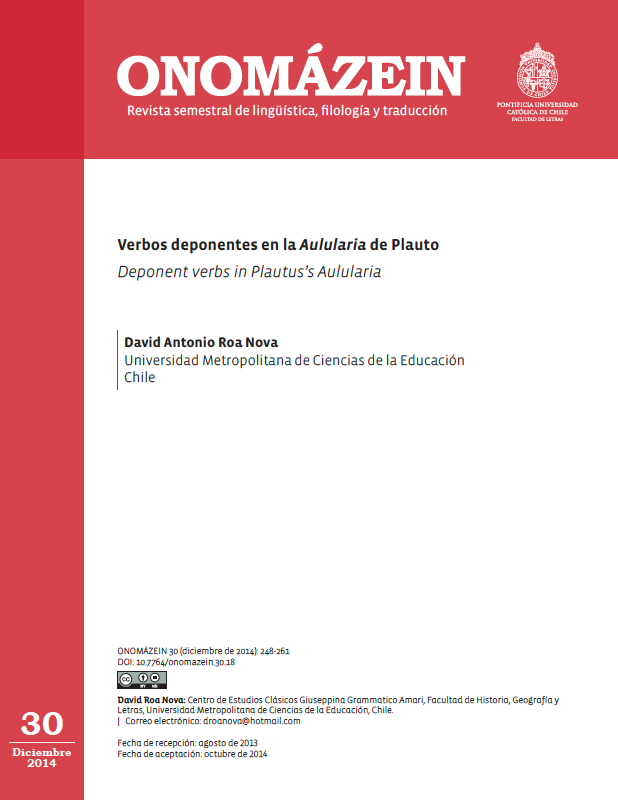 ONOMÁZEIN
Revista semestral de lingüística, filología y traducción
PONTIFICIA UNIVERSIDAD
CATÓLICA DE CHILE
FACULTAD DE LETRAS
Verbos deponentes en la Aulularia de Plauto
Deponent verbs in Plautus’s Aulularia
David Antonio Roa Nova
Universidad Metropolitana de Ciencias de la Educación
Chile
ONOMÁZEIN 30 (diciembre de 2014): 248-261
DOI: 10.7764/onomazein.30.18
cc
BY ND
David Roa Nova: Centro de Estudios Clásicos Giuseppina Grammatico Amari, Facultad de Historia, Geografía y
Letras, Universidad Metropolitana de Ciencias de la Educación, Chile.
| Correo electrónico: droanova@hotmail.com
Fecha de recepción: agosto de 2013
Fecha de aceptación: octubre de 2014
30
Diciembre
2014